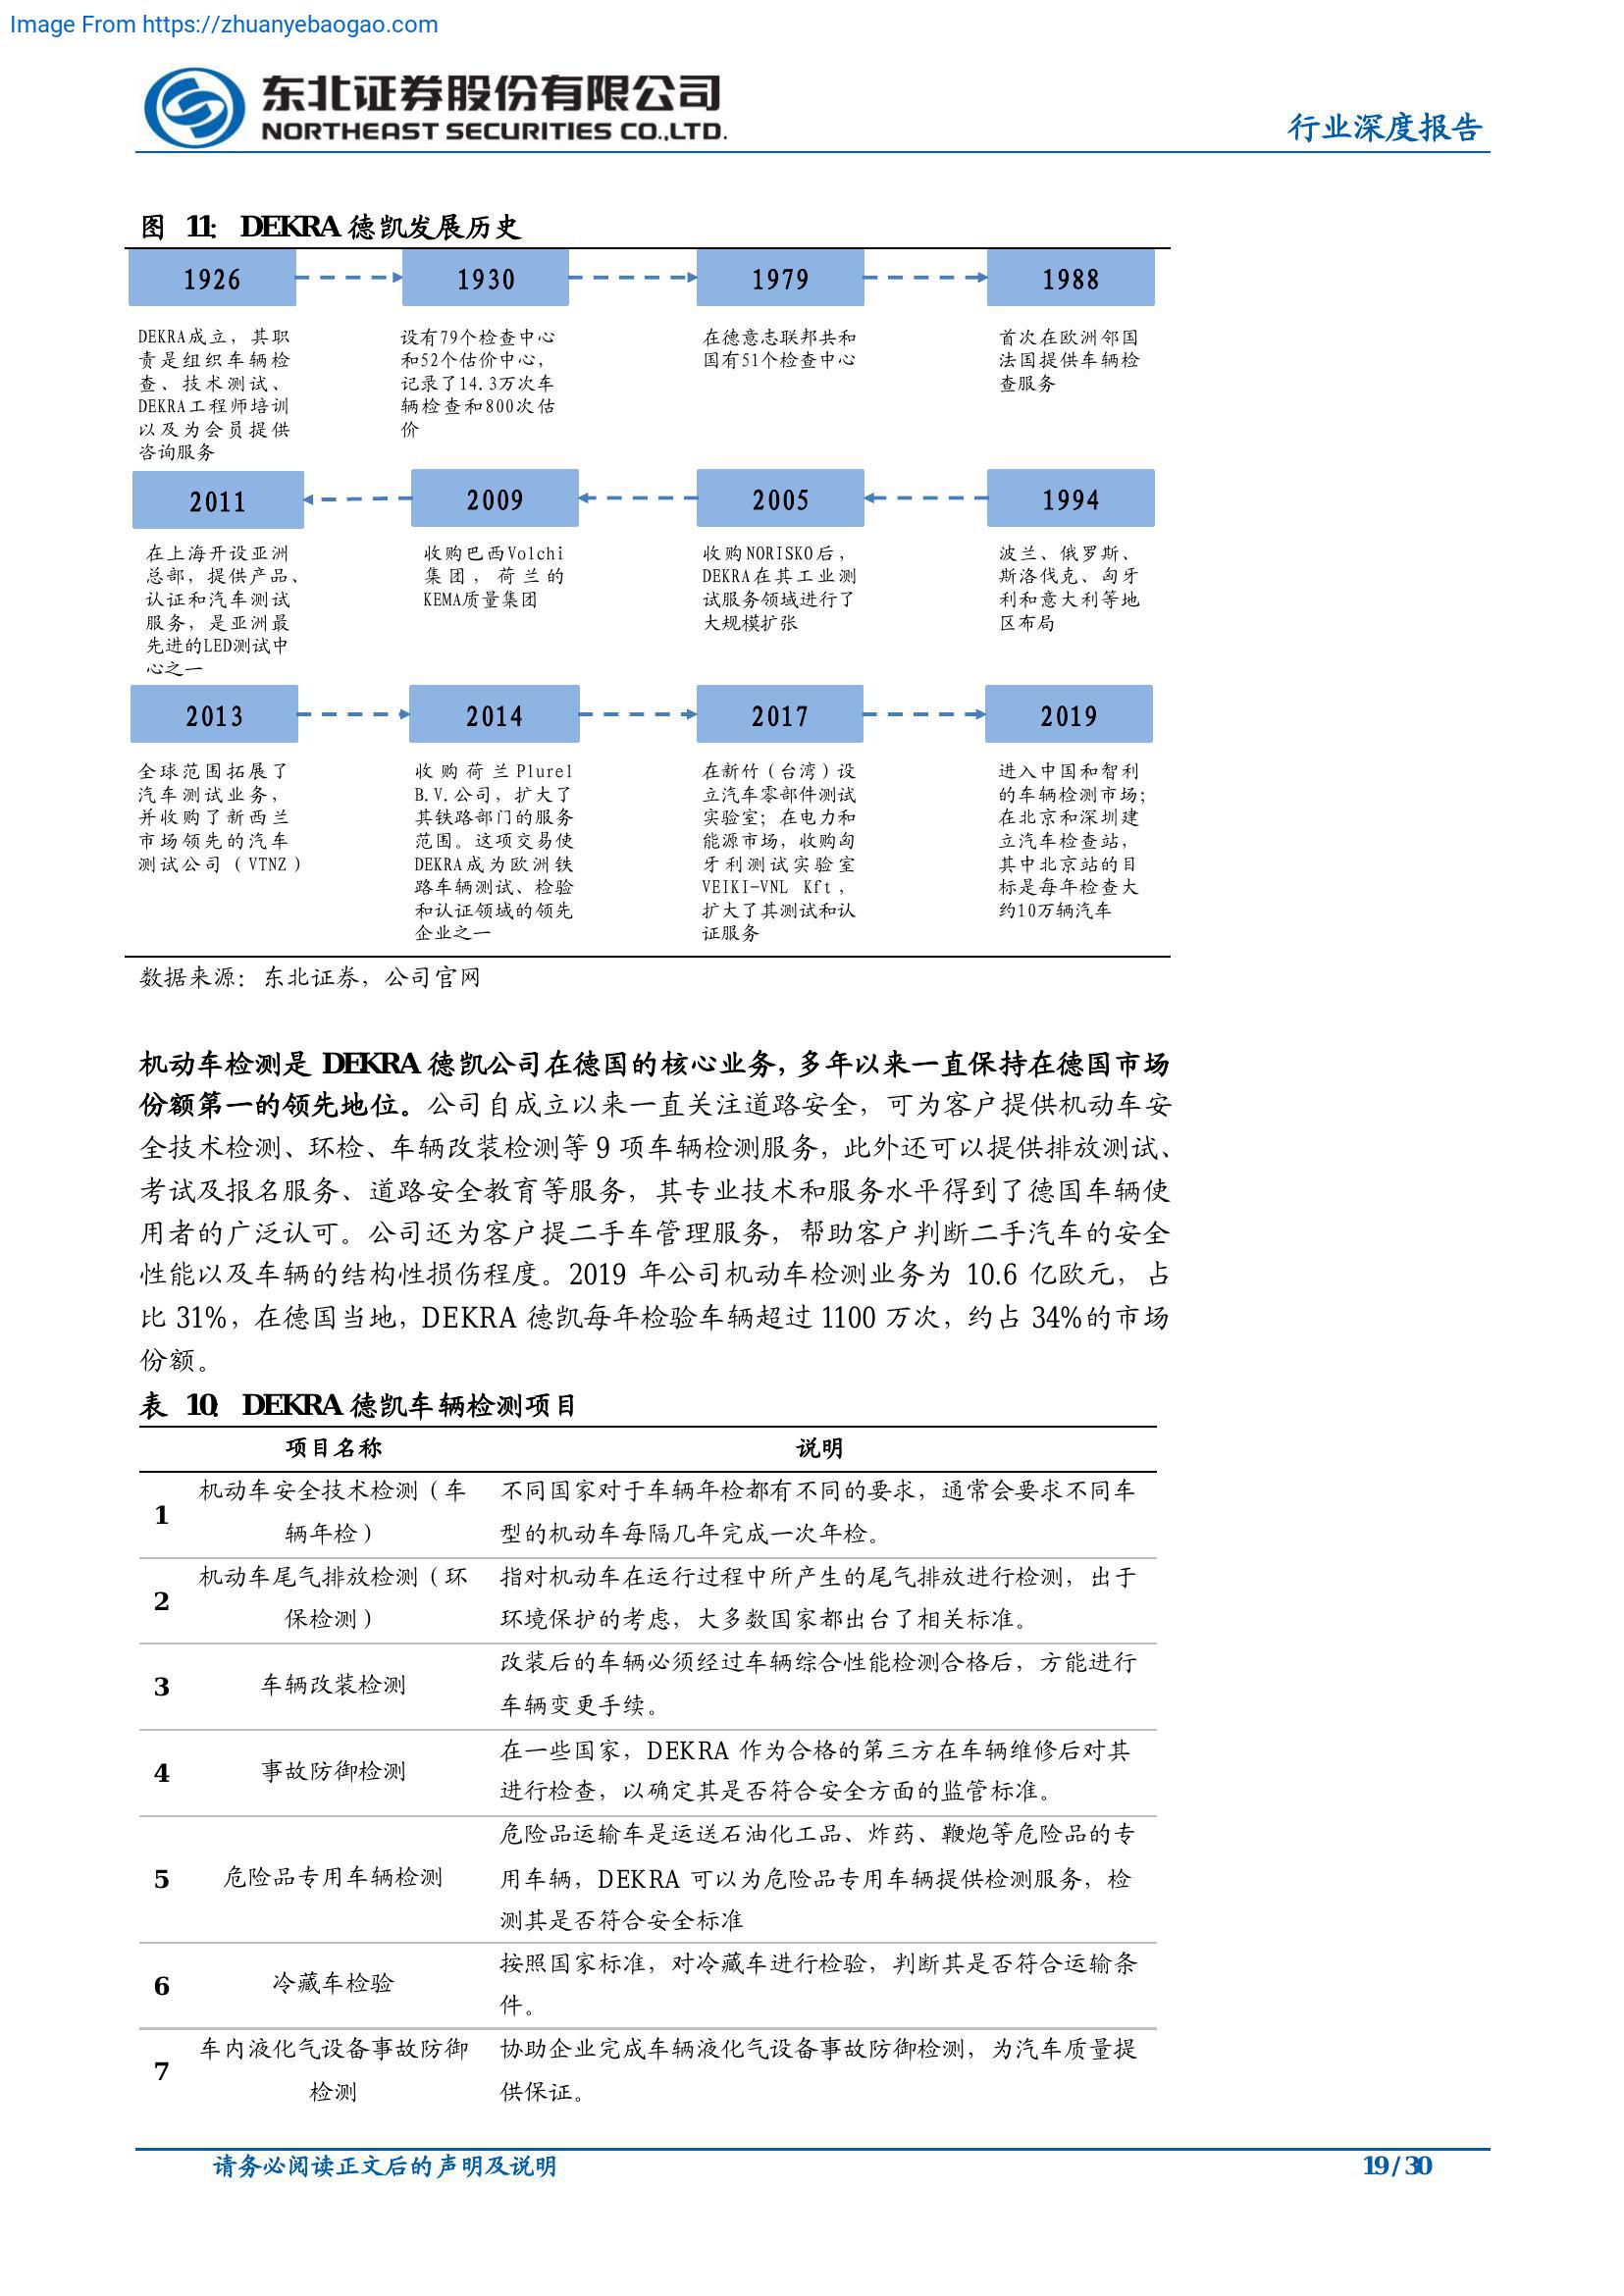 Image From https://zhuanyebaogao.com
东北证券股份有限公司
NORTHEAST SECURITIES CO.,LTD.
行业深度报告
图 11: DEKRA 德凯发展历史
1926
1930
1979
1988
DEKRA成立，其职
责是组织车辆检
查、技术测试、
DEKRA工程师培训
以及为会员提供
咨询服务
设有79个检查中心
和52个估价中心，
记录了14.3万次车
辆检查和800次估
价
在德意志联邦共和
国有51个检查中心
首次在欧洲邻国
法国提供车辆检
查服务
2011
2009
2005
1994
在上海开设亚洲
总部，提供产品、
认证和汽车测试
服务，是亚洲最
先进的LED测试中
心之一
收购巴西Volchi
集团，荷兰的
KEMA质量集团
收购NORISKO后，
DEKRA在其工业测
试服务领域进行了
大规模扩张
波兰、俄罗斯、
斯洛伐克、匈牙
利和意大利等地
区布局
2013
2014
2017
2019
全球范围拓展了
汽车测试业务，
并收购了新西兰
市场领先的汽车
测试公司（VTNZ）
收购荷兰Plurel
B.V.公司，扩大了
其铁路部门的服务
范围。这项交易使
DEKRA成为欧洲铁
路车辆测试、检验
和认证领域的领先
企业之一
在新竹（台湾）设
立汽车零部件测试
实验室；在电力和
能源市场，收购匈
牙利测试实验室
VEIKI-VNL Kft，
扩大了其测试和认
证服务
进入中国和智利
的车辆检测市场；
在北京和深圳建
立汽车检查站，
其中北京站的目
标是每年检查大
约10万辆汽车
数据来源：东北证券，公司官网
机动车检测是 DEKRA 德凯公司在德国的核心业务，多年以来一直保持在德国市场
份额第一的领先地位。公司自成立以来一直关注道路安全，可为客户提供机动车安
全技术检测、环检、车辆改装检测等 9 项车辆检测服务，此外还可以提供排放测试、
考试及报名服务、道路安全教育等服务，其专业技术和服务水平得到了德国车辆使
用者的广泛认可。公司还为客户提二手车管理服务，帮助客户判断二手汽车的安全
性能以及车辆的结构性损伤程度。2019 年公司机动车检测业务为 10.6 亿欧元，占
比 31%，在德国当地，DEKRA 德凯每年检验车辆超过 1100 万次，约占 34%的市场
份额。
表 10: DEKRA 德凯车辆检测项目
项目名称
说明
1
机动车安全技术检测（车
辆年检）
不同国家对于车辆年检都有不同的要求，通常会要求不同车
型的机动车每隔几年完成一次年检。
2
机动车尾气排放检测（环
保检测）
指对机动车在运行过程中所产生的尾气排放进行检测，出于
环境保护的考虑，大多数国家都出台了相关标准。
3
车辆改装检测
改装后的车辆必须经过车辆综合性能检测合格后，方能进行
车辆变更手续。
4
事故防御检测
在一些国家，DEKRA 作为合格的第三方在车辆维修后对其
进行检查，以确定其是否符合安全方面的监管标准。
5
危险品专用车辆检测
危险品运输车是运送石油化工品、炸药、鞭炮等危险品的专
用车辆，DEKRA 可以为危险品专用车辆提供检测服务，检
测其是否符合安全标准
6
冷藏车检验
按照国家标准，对冷藏车进行检验，判断其是否符合运输条
件。
7
车内液化气设备事故防御
检测
协助企业完成车辆液化气设备事故防御检测，为汽车质量提
供保证。
请务必阅读正文后的声明及说明
19 / 30